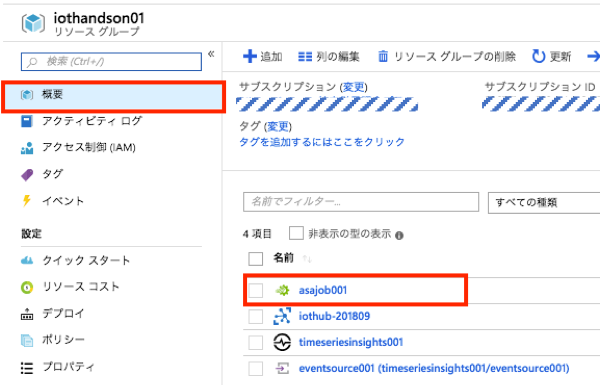 iothandson01
リソース グループ
検索 (Ctrl+/)
«
追加
列の編集
リソース グループの削除
更新
概要
アクティビティ ログ
アクセス制御 (IAM)
タグ
イベント
設定
クイック スタート
リソース コスト
デプロイ
ポリシー
プロパティ
サブスクリプション (変更)
サブスクリプション ID
タグ (変更)
タグを追加するにはここをクリック
名前でフィルター...
すべての種類
4 項目
非表示の型の表示
名前
asajob001
iothub-201809
timeseriesinsights001
eventsource001 (timeseriesinsights001/eventsource001)